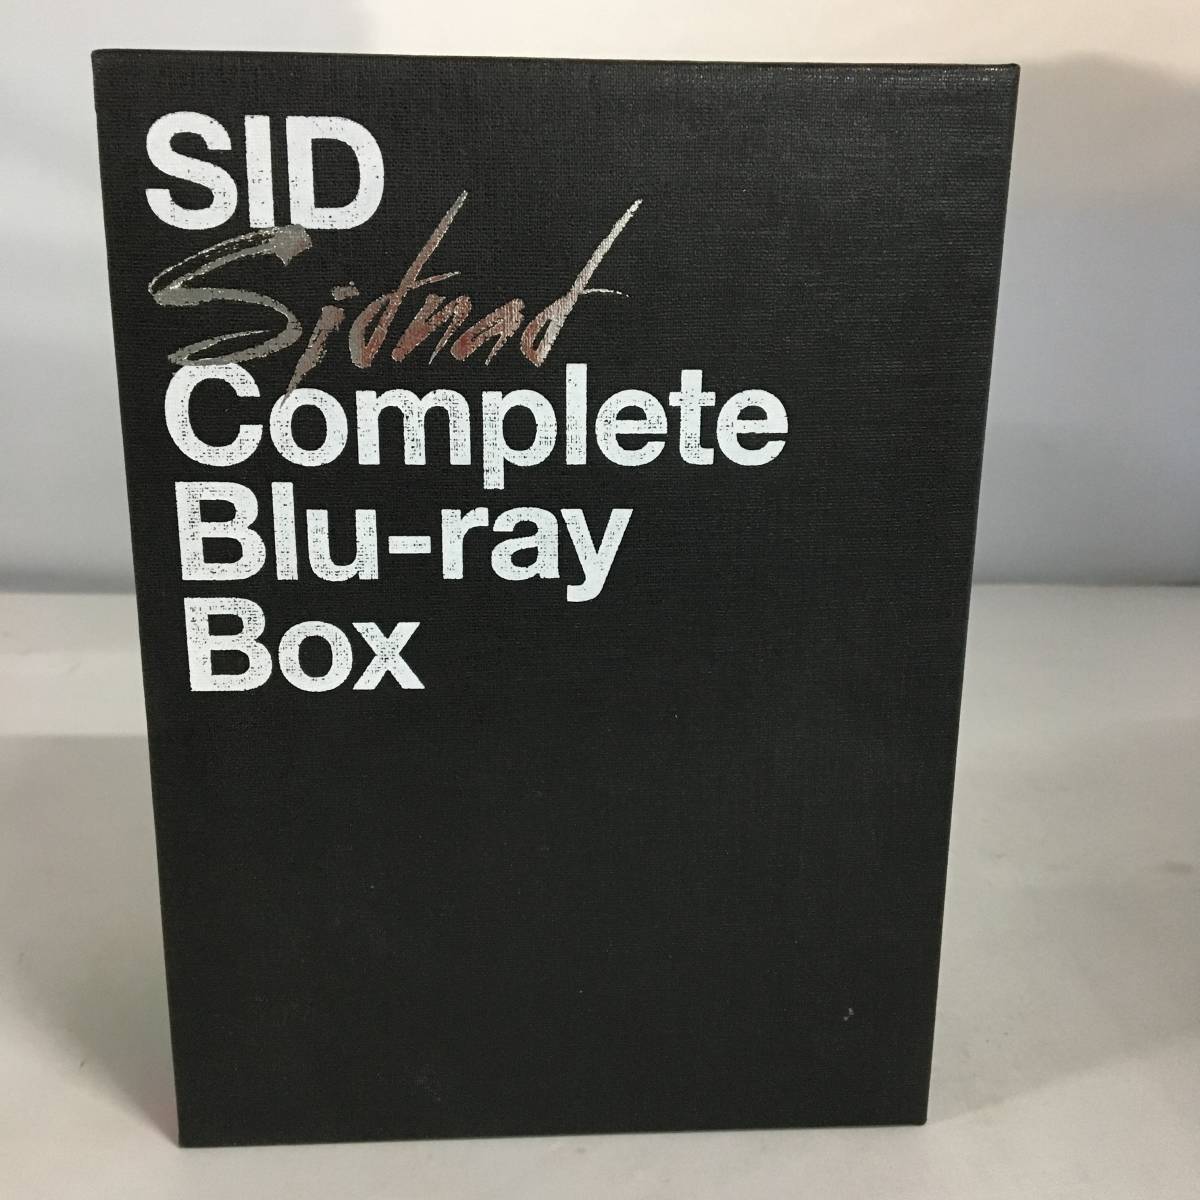 SID
Sidnad
Complete
Blu-ray
Box